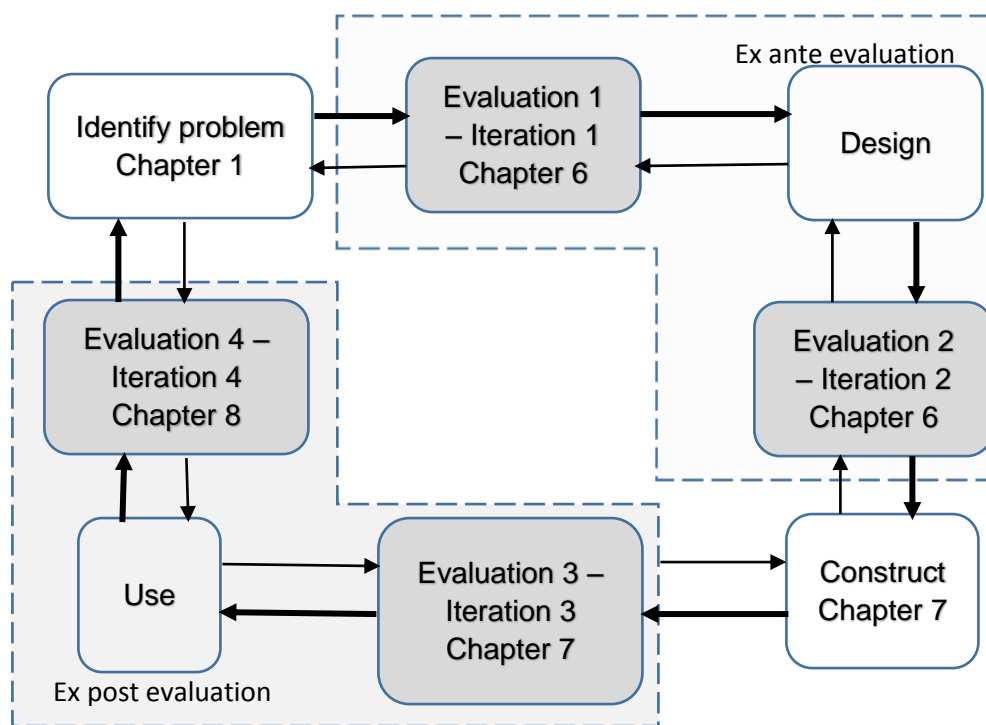 Ex ante evaluation
Identify problem
Chapter 1
Evaluation 1
– Iteration 1
Chapter 6
Design
Evaluation 4 –
Iteration 4
Chapter 8
Evaluation 2
– Iteration 2
Chapter 6
Use
Evaluation 3 –
Iteration 3
Chapter 7
Construct
Chapter 7
Ex post evaluation